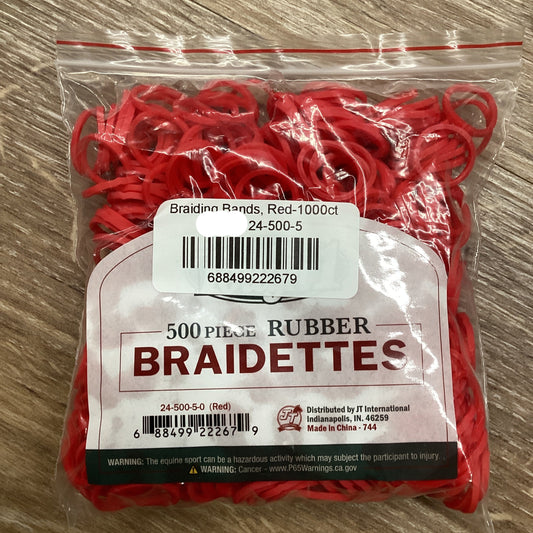 Braiding Bands, Red-1000ct
24-500-5
688499222679
500 PIECE RUBBER
BRAIDETTES
24-500-5-0 (Red)
6 88499 22267 9
JT
Distributed by JT International
Indianapolis, IN. 46259
Made in China - 744
WARNING: The equine sport can be a hazardous activity which may subject the participant to injury.
WARNING: Cancer - www.P65Warnings.ca.gov